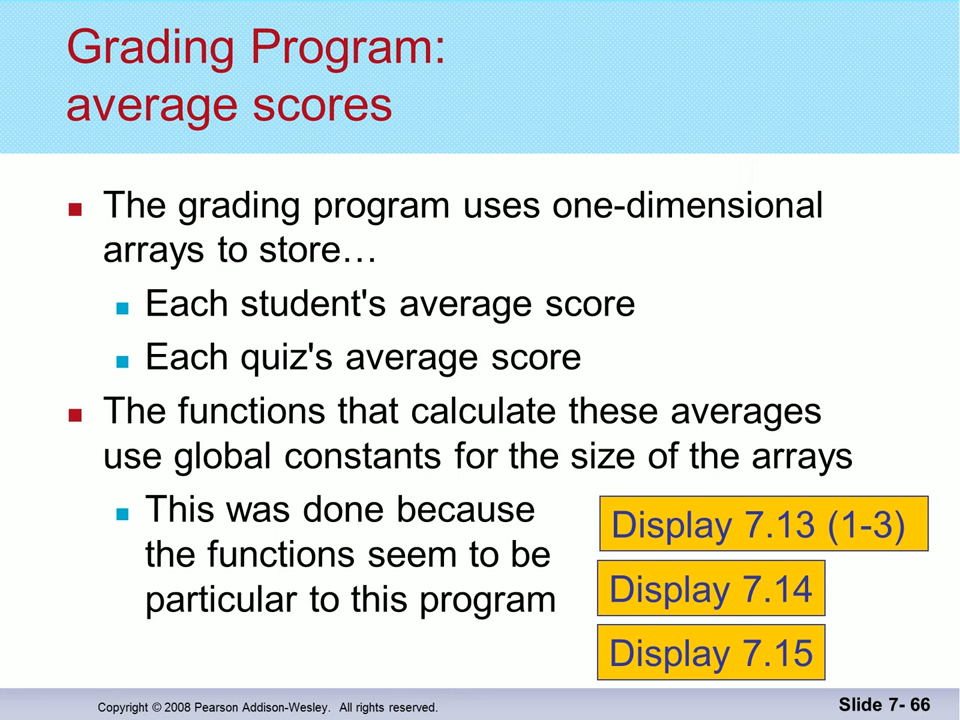 Grading Program:
average scores
The grading program uses one-dimensional
arrays to store…
Each student's average score
Each quiz's average score
The functions that calculate these averages
use global constants for the size of the arrays
This was done because
the functions seem to be
particular to this program
Display 7.13 (1-3)
Display 7.14
Display 7.15
Copyright © 2008 Pearson Addison-Wesley. All rights reserved.
Slide 7- 66